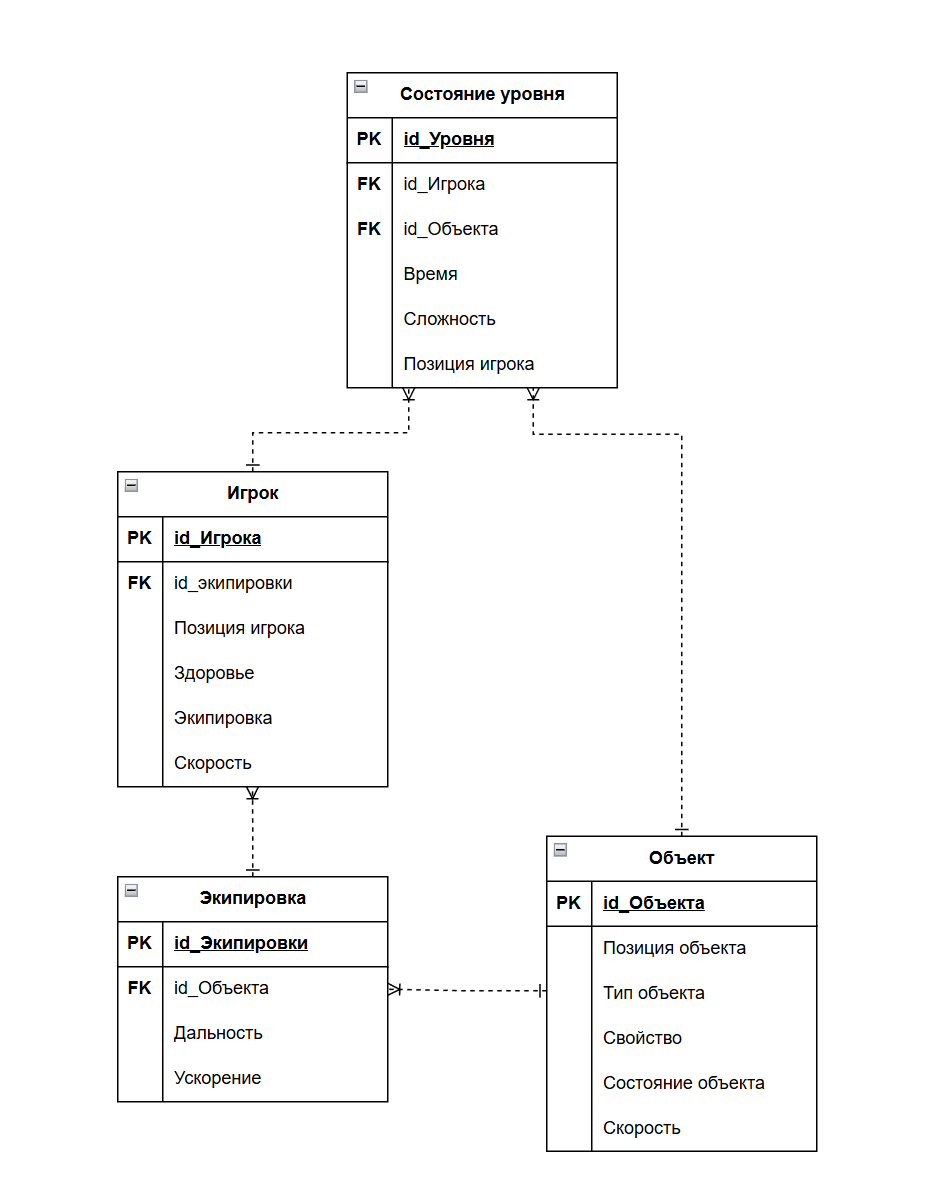 Состояние уровня
PK id_Уровня
FK id_Игрока
FK id_Объекта
Время
Сложность
Позиция игрока
Игрок
PK id_Игрока
FK id_экипировки
Позиция игрока
Здоровье
Экипировка
Скорость
Экипировка
PK id_Экипировки
FK id_Объекта
Дальность
Ускорение
Объект
PK id_Объекта
Позиция объекта
Тип объекта
Свойство
Состояние объекта
Скорость